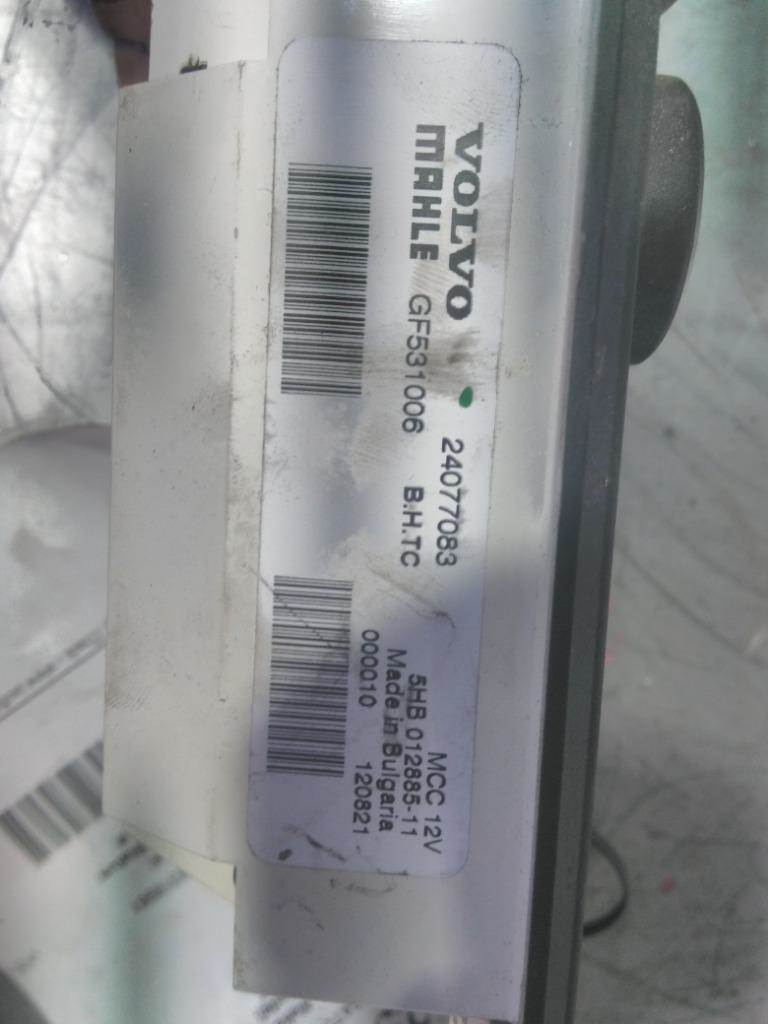 VOLVO 24077083 MCC 12V
MAHLE GF531006 B.H.TC 5HB 012885-11
Made in Bulgaria
000010 120821